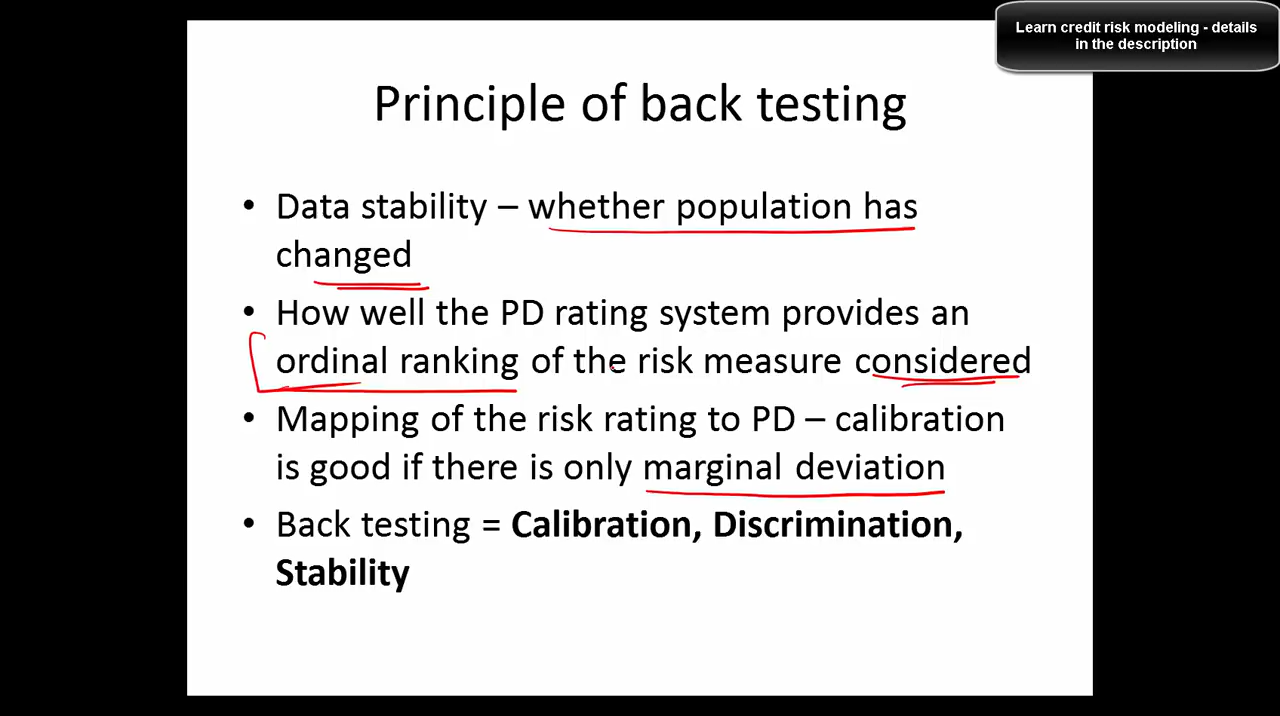 Learn credit risk modeling - details
in the description
Principle of back testing
• Data stability – whether population has
changed
• How well the PD rating system provides an
ordinal ranking of the risk measure considered
• Mapping of the risk rating to PD – calibration
is good if there is only marginal deviation
• Back testing = Calibration, Discrimination,
Stability